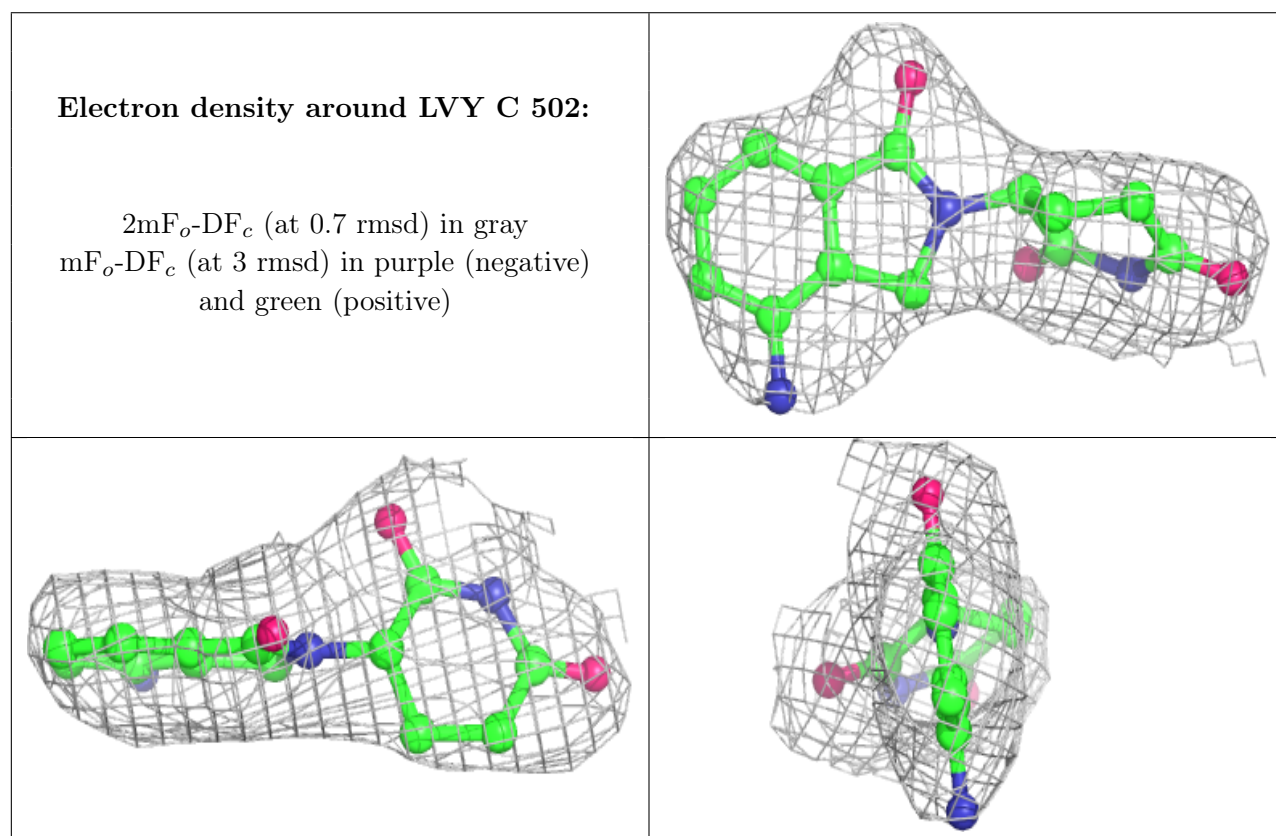 Electron density around LVY C 502:
2mFo-DFc (at 0.7 rmsd) in gray
mFo-DFc (at 3 rmsd) in purple (negative)
and green (positive)